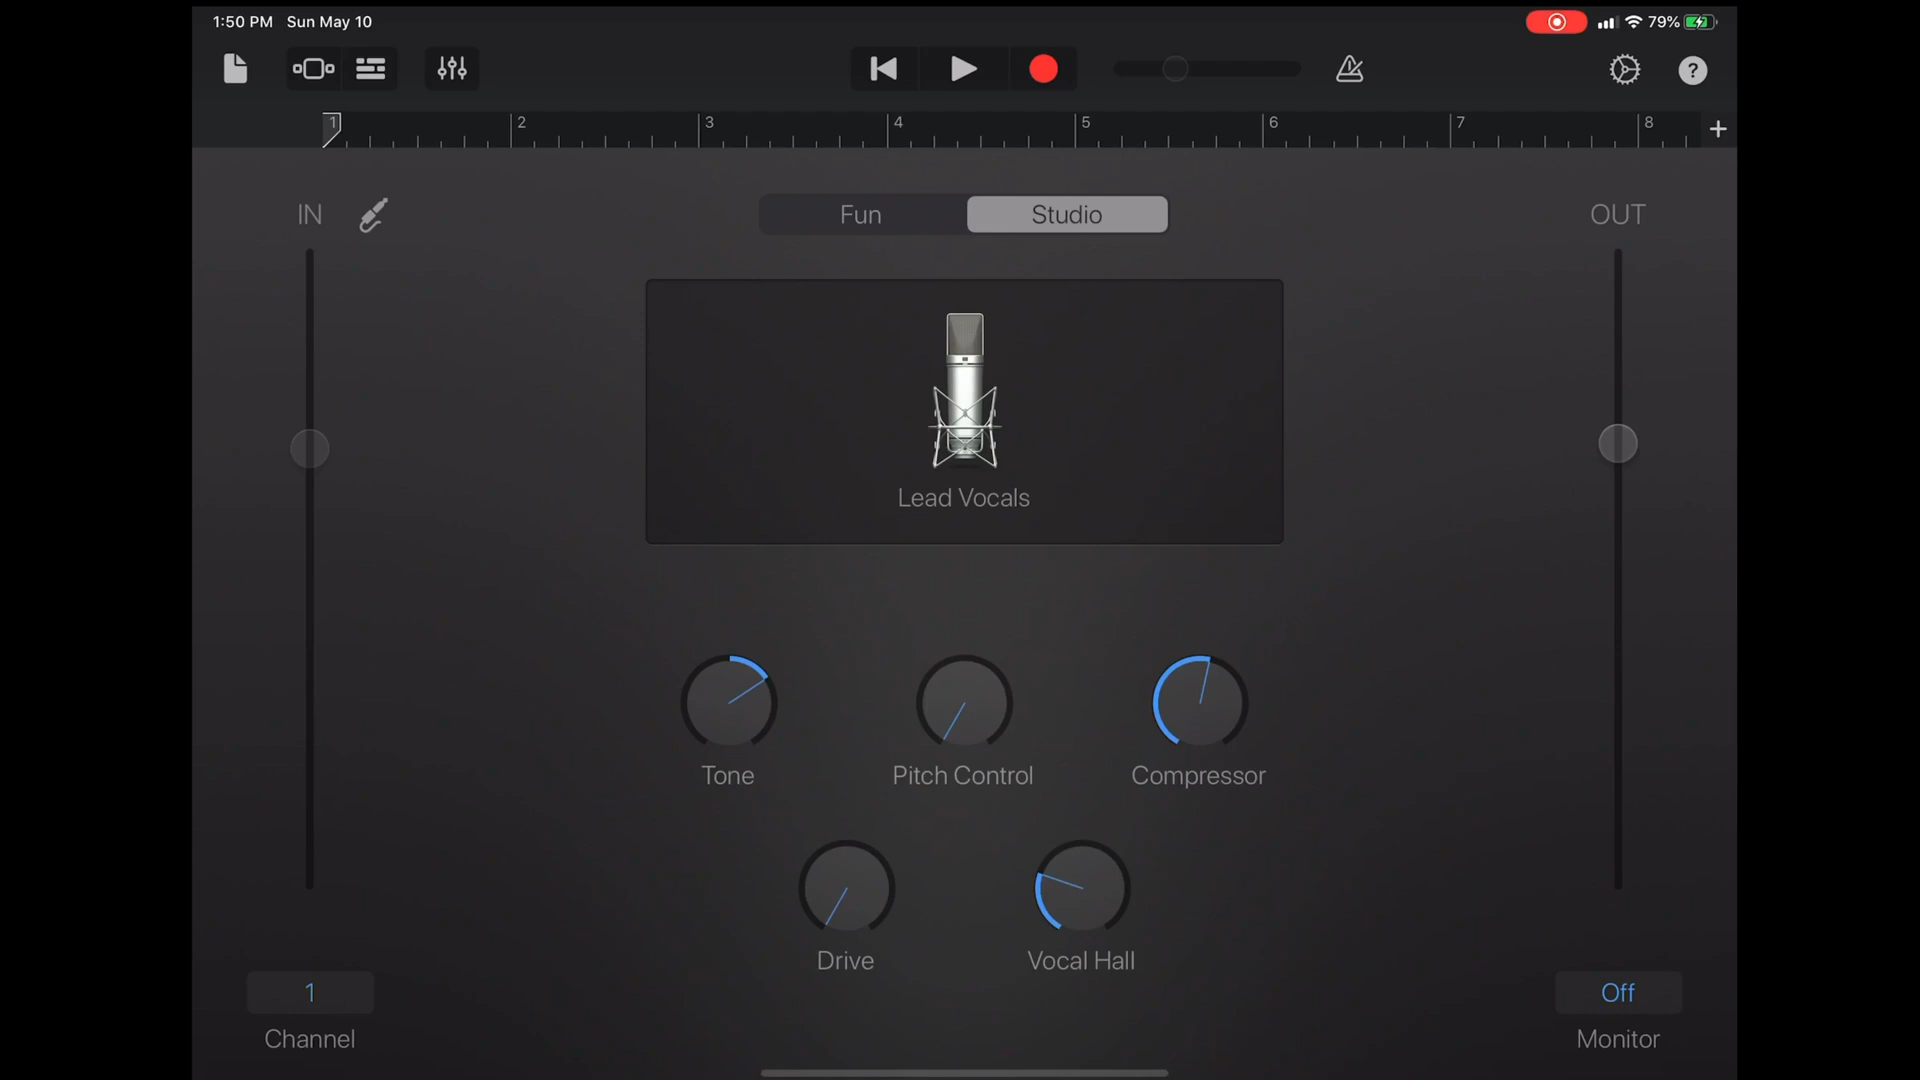 1:50 PM Sun May 10
79%
?
1 2 3 4 5 6 7 8 +
IN
Fun Studio
OUT
Lead Vocals
Tone Pitch Control Compressor
Drive Vocal Hall
1 Off
Channel Monitor